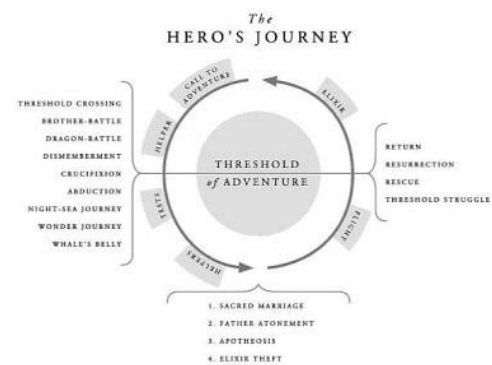 The
HERO'S JOURNEY
CALL TO
ADVENTURE
HELPER
ELIXIR
THRESHOLD CROSSING
BROTHER-BATTLE
DRAGON-BATTLE
DISMEMBERMENT
CRUCIFIXION
ABDUCTION
NIGHT-SEA JOURNEY
WONDER JOURNEY
WHALE'S BELLY
THRESHOLD
of ADVENTURE
RETURN
RESURRECTION
RESCUE
THRESHOLD STRUGGLE
TESTS
HELPERS
FLIGHT
1. SACRED MARRIAGE
2. FATHER ATONEMENT
3. APOTHEOSIS
4. ELIXIR THEFT